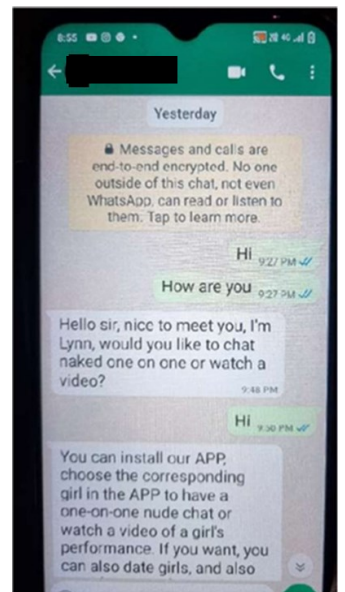 8:55
Yesterday
Messages and calls are
end-to-end encrypted. No one
outside of this chat, not even
WhatsApp, can read or listen to
them. Tap to learn more.
Hi
9:27 PM
How are you
9:27 PM
Hello sir, nice to meet you, I'm
Lynn, would you like to chat
naked one on one or watch a
video?
9:48 PM
Hi
9:50 PM
You can install our APP,
choose the corresponding
girl in the APP to have a
one-on-one nude chat or
watch a video of a girl's
performance. If you want, you
can also date girls, and also